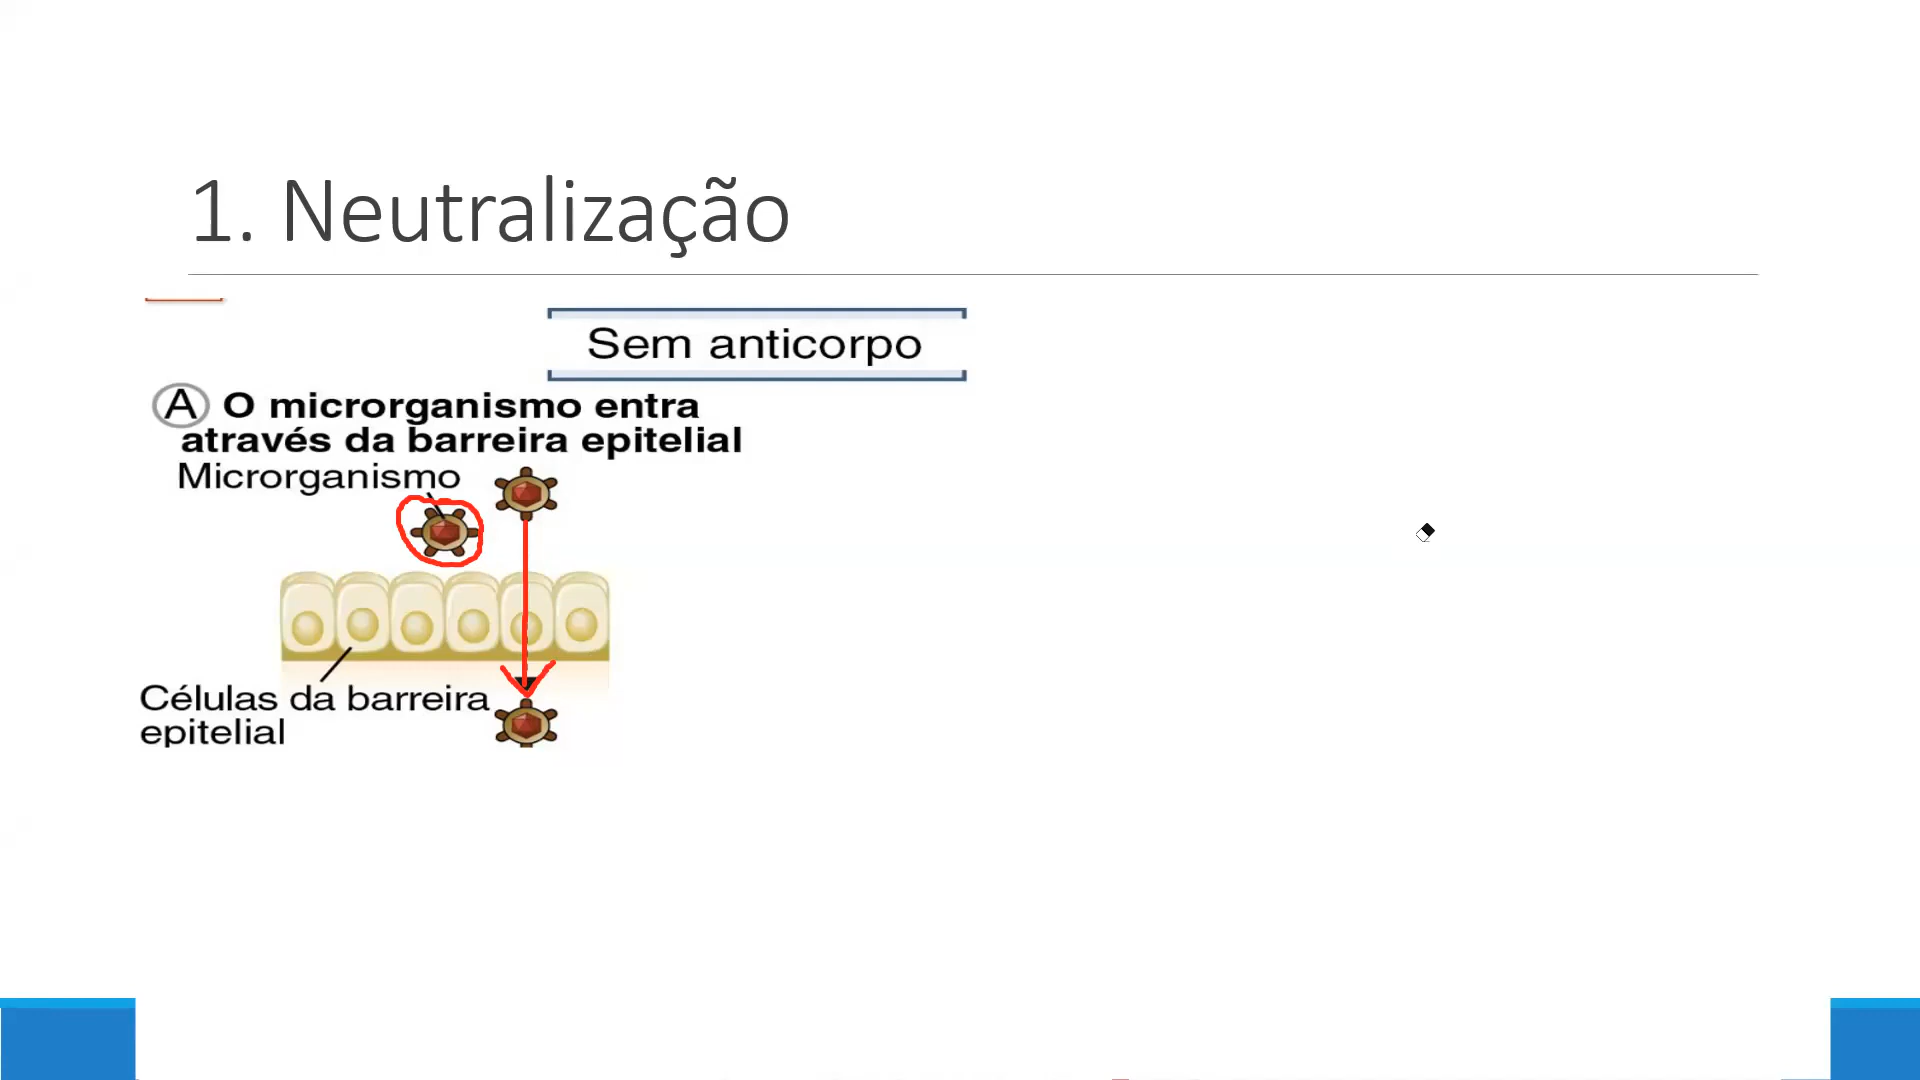 1. Neutralização
Sem anticorpo
A O microrganismo entra
através da barreira epitelial
Microrganismo
Células da barreira
epitelial